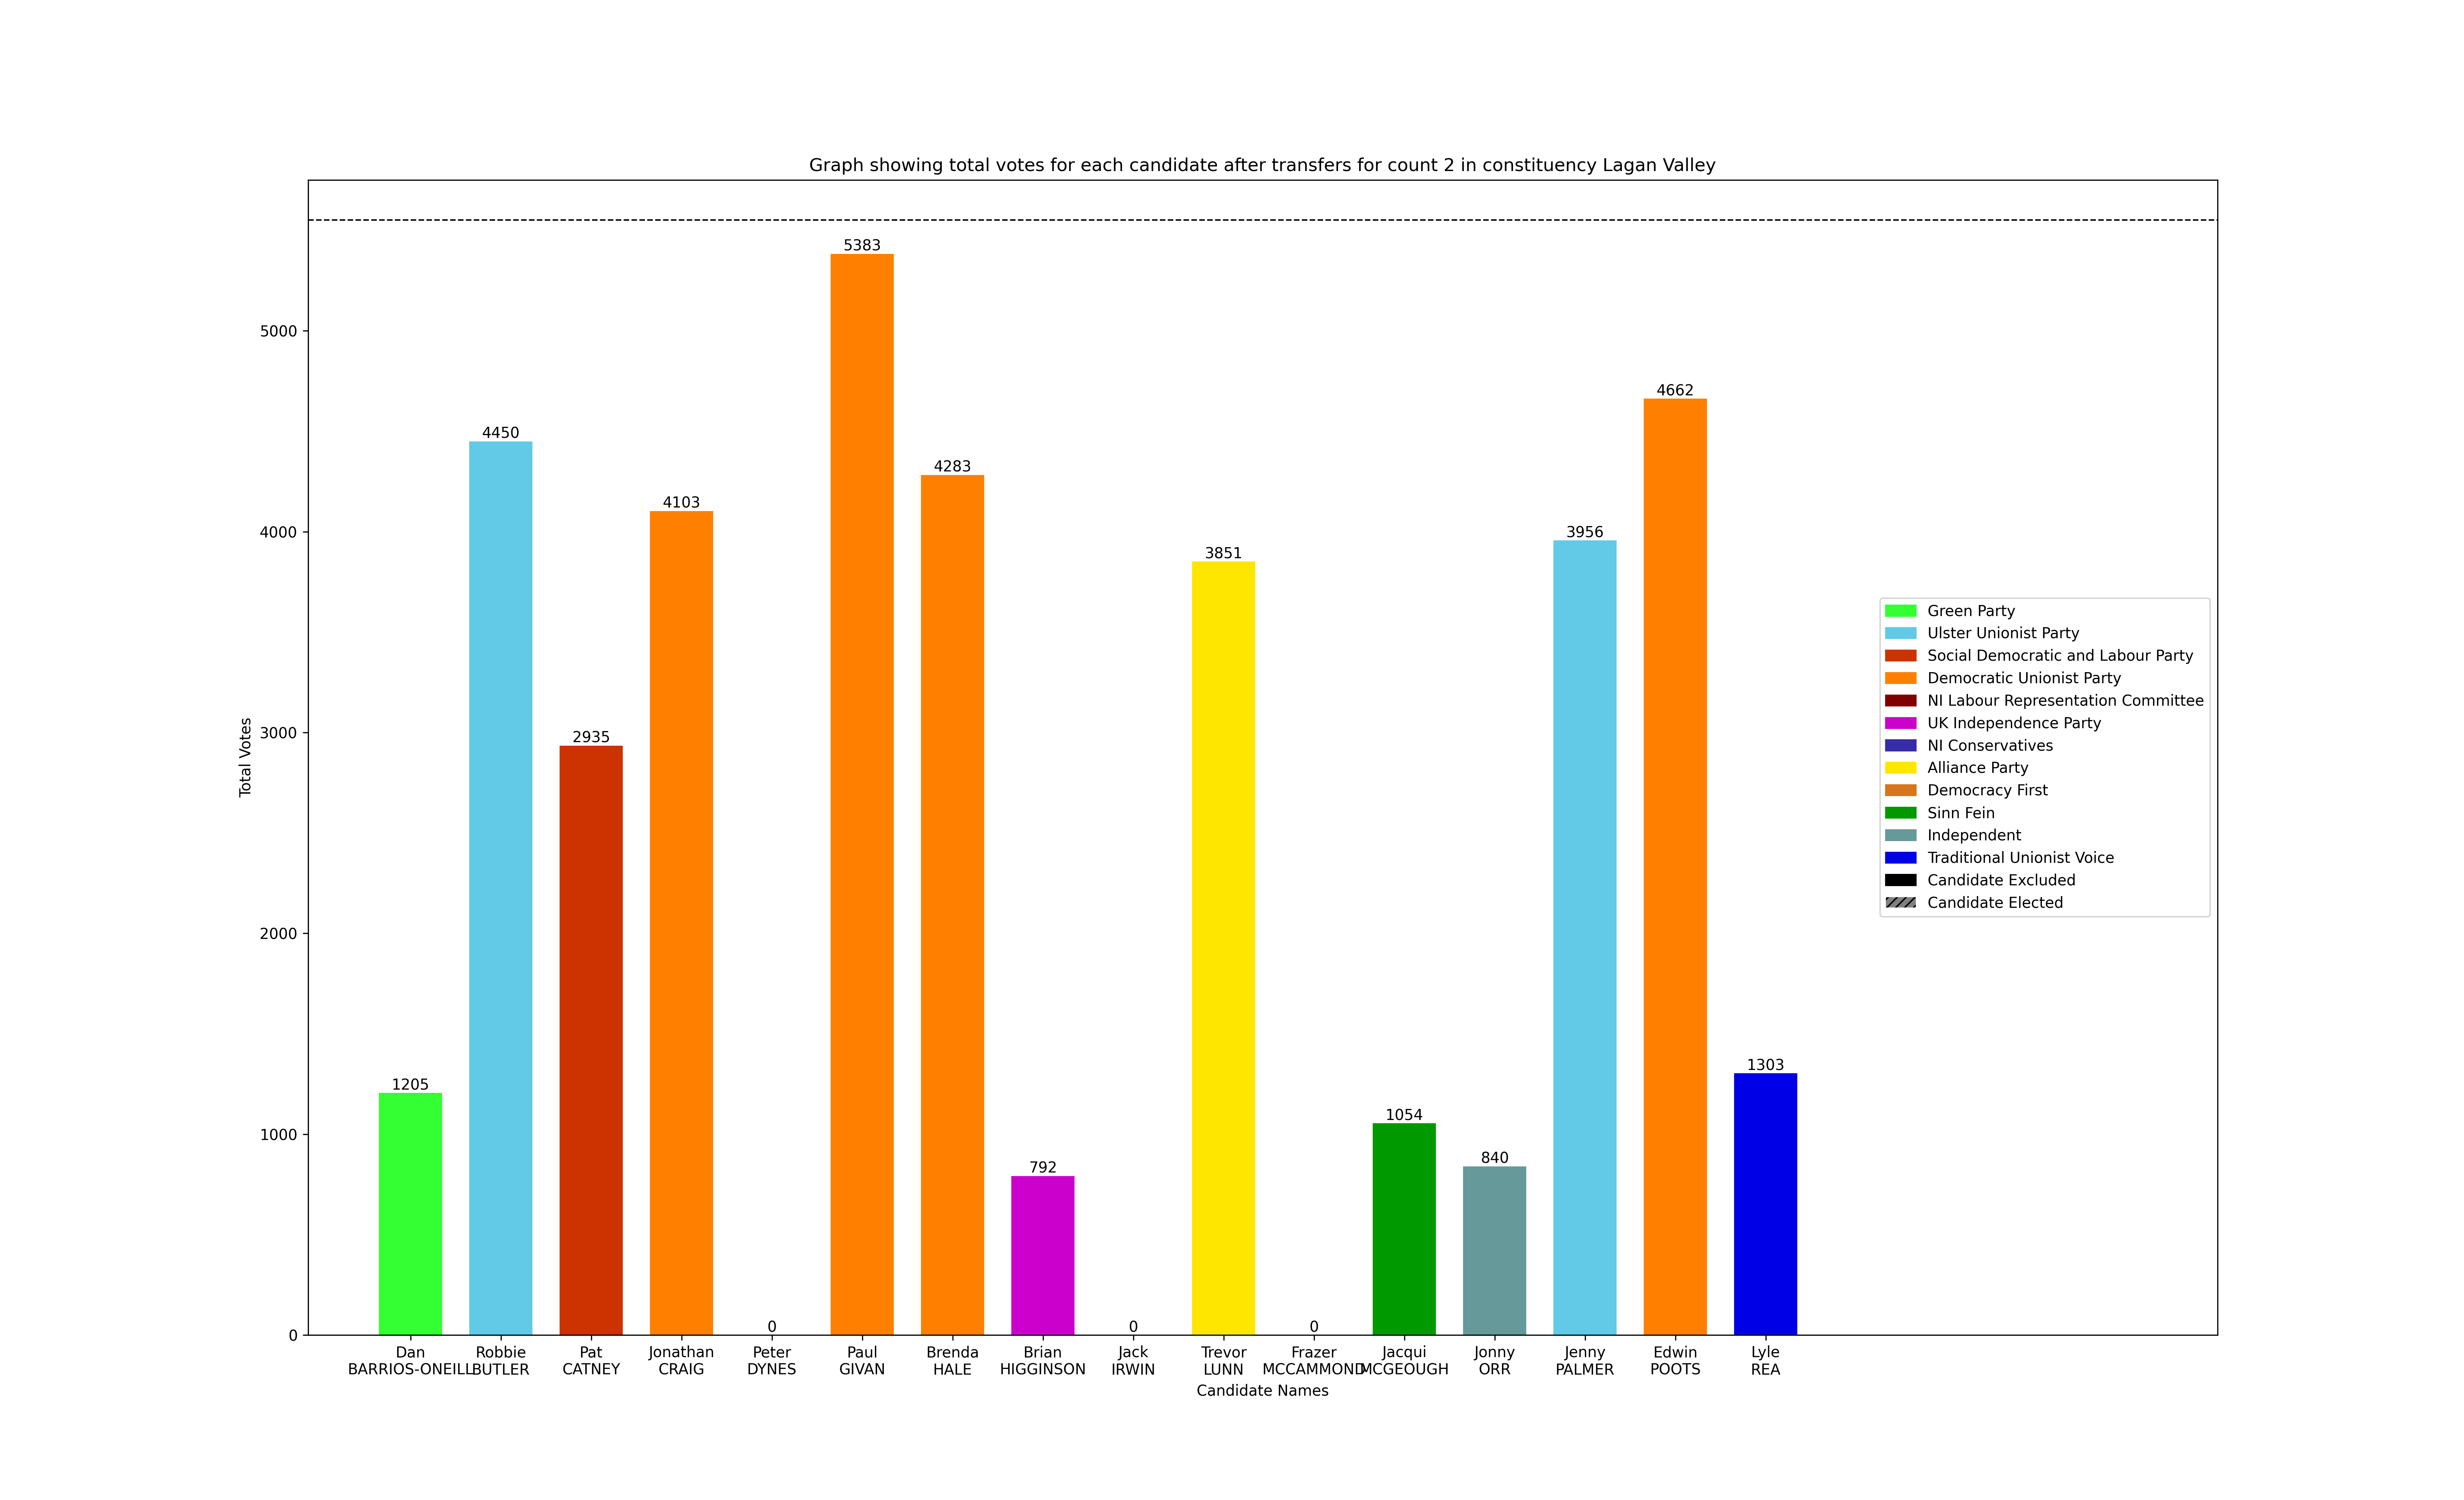 Graph showing total votes for each candidate after transfers for count 2 in constituency Lagan Valley
Total Votes
5000
4000
3000
2000
1000
0
1205
4450
2935
4103
0
5383
4283
792
0
3851
0
1054
840
3956
4662
1303
Dan
BARRIOS-ONEILL
Robbie
BUTLER
Pat
CATNEY
Jonathan
CRAIG
Peter
DYNES
Paul
GIVAN
Brenda
HALE
Brian
HIGGINSON
Jack
IRWIN
Trevor
LUNN
Frazer
MCCAMMOND
Jacqui
MCGEOUGH
Jonny
ORR
Jenny
PALMER
Edwin
POOTS
Lyle
REA
Candidate Names
Green Party
Ulster Unionist Party
Social Democratic and Labour Party
Democratic Unionist Party
NI Labour Representation Committee
UK Independence Party
NI Conservatives
Alliance Party
Democracy First
Sinn Fein
Independent
Traditional Unionist Voice
Candidate Excluded
Candidate Elected